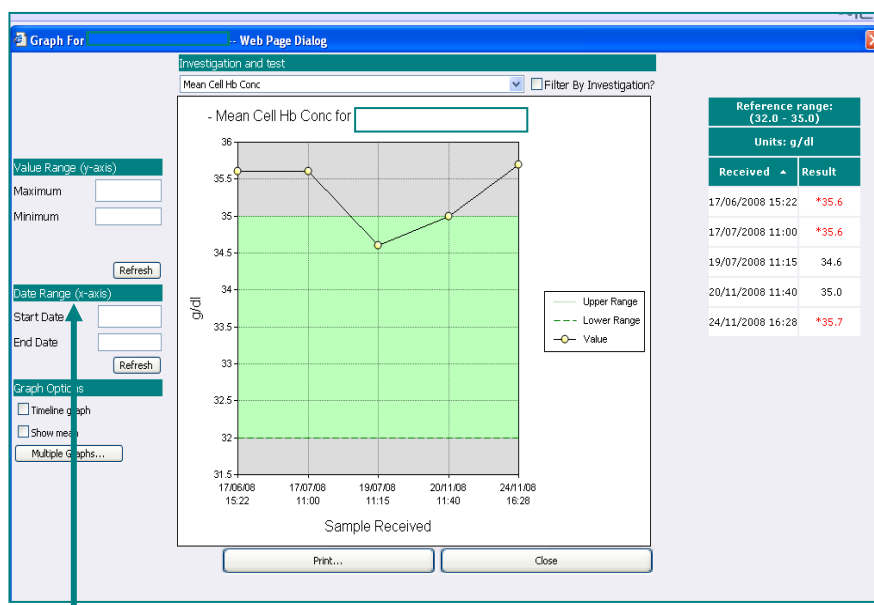 Graph For -- Web Page Dialog
Investigation and test
Mean Cell Hb Conc
Filter By Investigation?
Value Range (y-axis)
Maximum
Minimum
Refresh
Date Range (x-axis)
Start Date
End Date
Refresh
Graph Options
Timeline graph
Show mean
Multiple Graphs...
- Mean Cell Hb Conc for
36
35.5
35
34.5
34
33.5
33
32.5
32
31.5
g/dl
17/06/08 17/07/08 19/07/08 20/11/08 24/11/08
15:22 11:00 11:15 11:40 16:28
Sample Received
Upper Range
Lower Range
Value
Print...
Close
Reference range:
(32.0 - 35.0)
Units: g/dl
Received Result
17/06/2008 15:22 *35.6
17/07/2008 11:00 *35.6
19/07/2008 11:15 34.6
20/11/2008 11:40 35.0
24/11/2008 16:28 *35.7